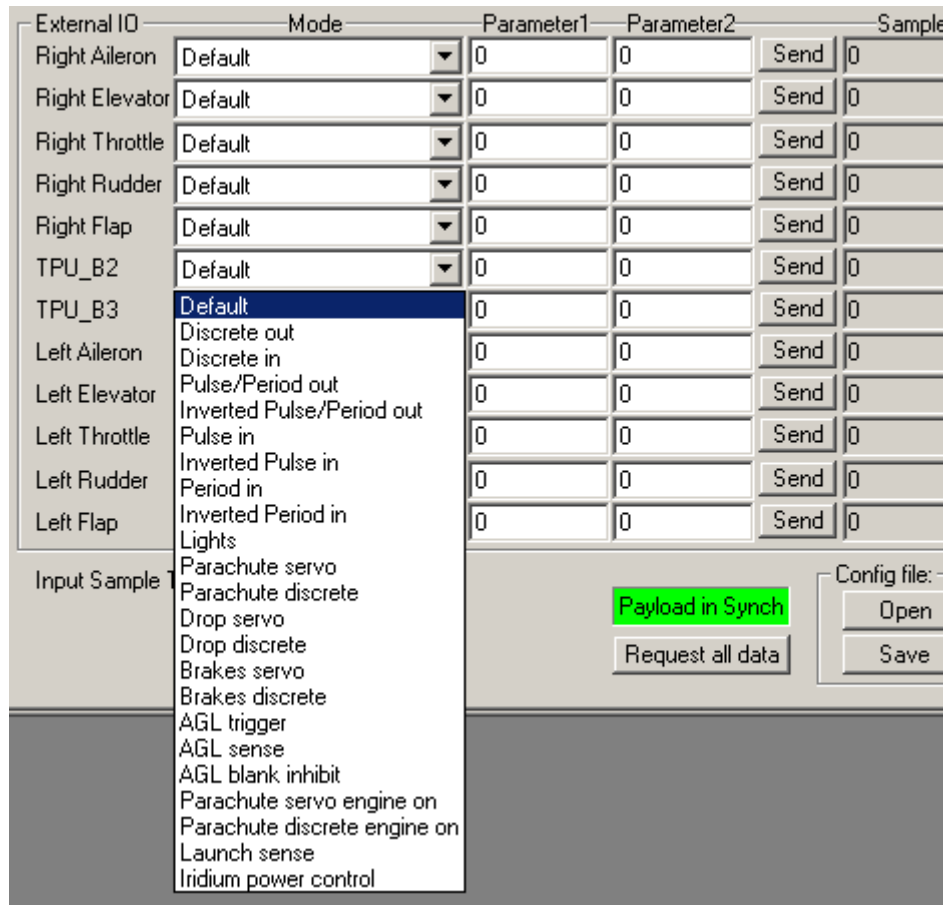 External IO Mode Parameter1 Parameter2 Sample
Right Aileron Default 0 0 Send 0
Right Elevator Default 0 0 Send 0
Right Throttle Default 0 0 Send 0
Right Rudder Default 0 0 Send 0
Right Flap Default 0 0 Send 0
TPU_B2 Default 0 0 Send 0
TPU_B3 0 0 Send 0
Left Aileron 0 0 Send 0
Left Elevator 0 0 Send 0
Left Throttle 0 0 Send 0
Left Rudder 0 0 Send 0
Left Flap 0 0 Send 0
Default
Discrete out
Discrete in
Pulse/Period out
Inverted Pulse/Period out
Pulse in
Inverted Pulse in
Period in
Inverted Period in
Lights
Parachute servo
Parachute discrete
Drop servo
Drop discrete
Brakes servo
Brakes discrete
AGL trigger
AGL sense
AGL blank inhibit
Parachute servo engine on
Parachute discrete engine on
Launch sense
Iridium power control
Input Sample
Payload in Synch
Request all data
Config file:
Open
Save